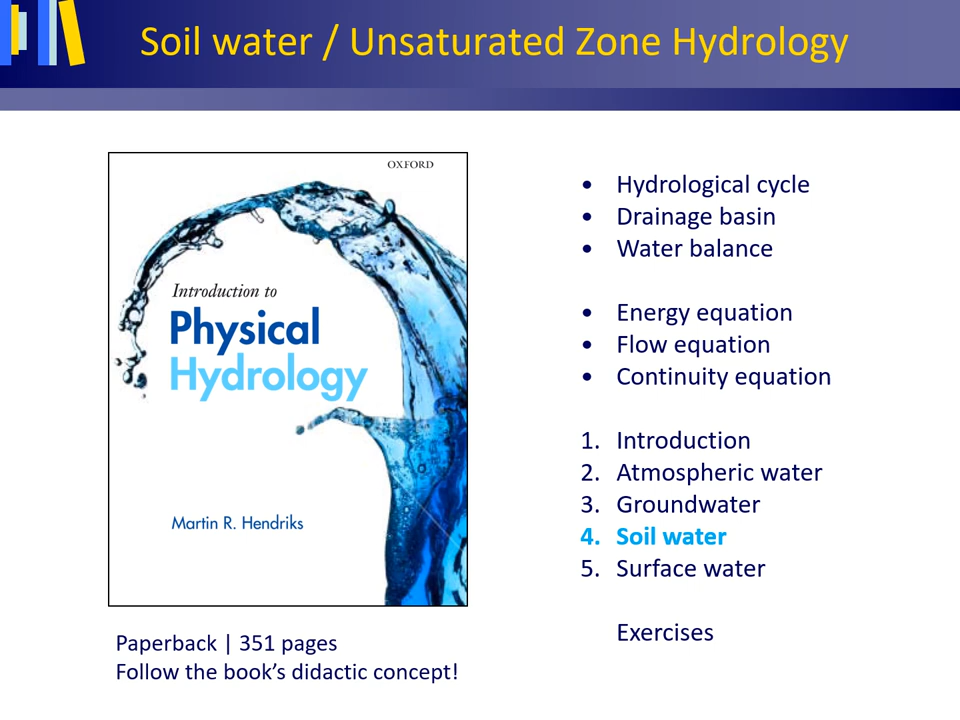 Soil water / Unsaturated Zone Hydrology
OXFORD
Introduction to
Physical
Hydrology
Martin R. Hendriks
Paperback | 351 pages
Follow the book’s didactic concept!
• Hydrological cycle
• Drainage basin
• Water balance
• Energy equation
• Flow equation
• Continuity equation
1. Introduction
2. Atmospheric water
3. Groundwater
4. Soil water
5. Surface water
Exercises